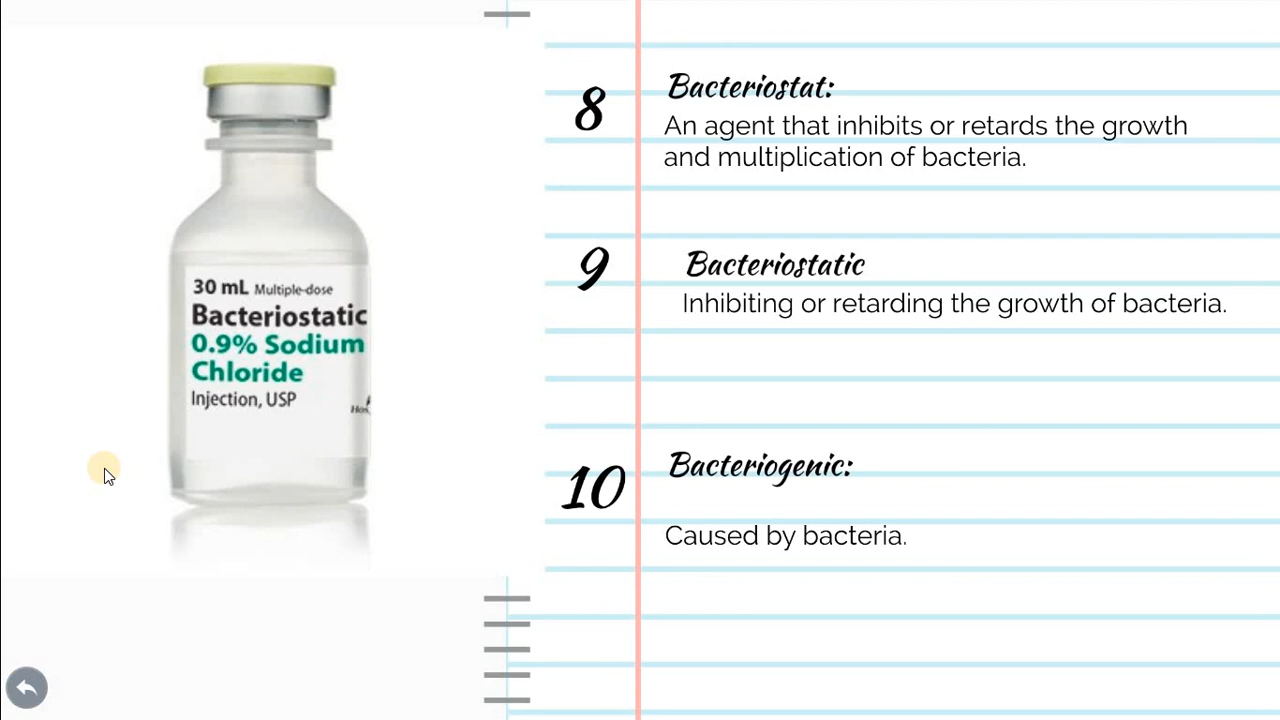 30 mL Multiple-dose
Bacteriostatic
0.9% Sodium
Chloride
Injection, USP
8
Bacteriostat:
An agent that inhibits or retards the growth
and multiplication of bacteria.
9
Bacteriostatic
Inhibiting or retarding the growth of bacteria.
10
Bacteriogenic:
Caused by bacteria.